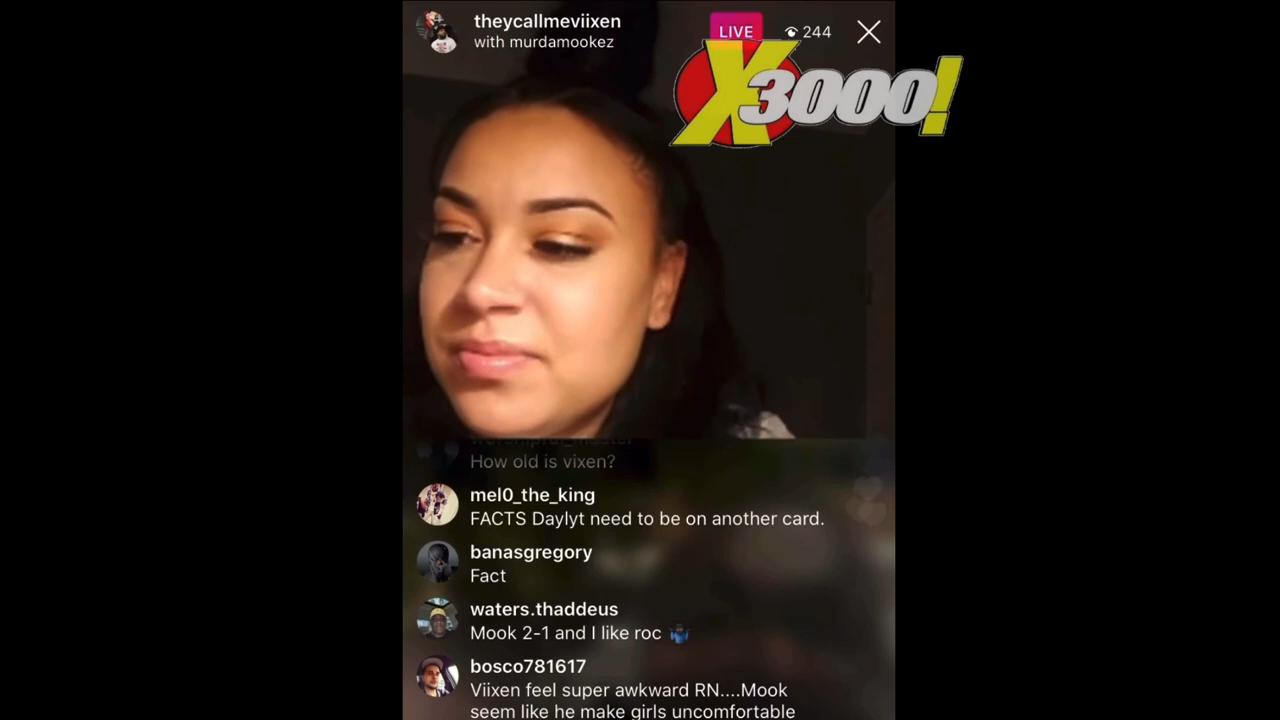 theycallmeviixen
with murdamookez
LIVE
244
X3000!
How old is vixen?
mel0_the_king
FACTS Daylyt need to be on another card.
banasgregory
Fact
waters.thaddeus
Mook 2-1 and I like roc
bosco781617
Viixen feel super awkward RN....Mook
seem like he make girls uncomfortable